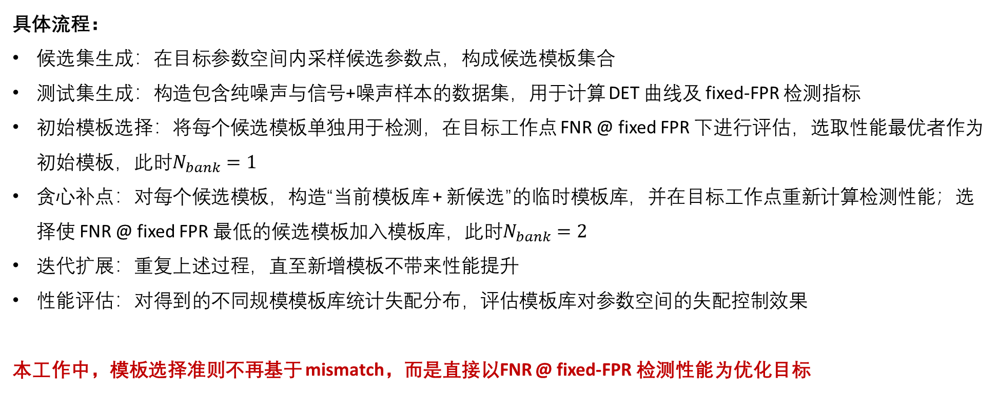 具体流程：
• 候选集生成：在目标参数空间内采样候选参数点，构成候选模板集合
• 测试集生成：构造包含纯噪声与信号+噪声样本的数据集，用于计算 DET 曲线及 fixed-FPR 检测指标
• 初始模板选择：将每个候选模板单独用于检测，在目标工作点 FNR @ fixed FPR 下进行评估，选取性能最优者作为
初始模板，此时N_{bank} = 1
• 贪心补点：对每个候选模板，构造“当前模板库 + 新候选”的临时模板库，并在目标工作点重新计算检测性能；选
择使 FNR @ fixed FPR 最低的候选模板加入模板库，此时N_{bank} = 2
• 迭代扩展：重复上述过程，直至新增模板不带来性能提升
• 性能评估：对得到的不同规模模板库统计失配分布，评估模板库对参数空间的失配控制效果
本工作中，模板选择准则不再基于 mismatch，而是直接以FNR @ fixed-FPR 检测性能为优化目标